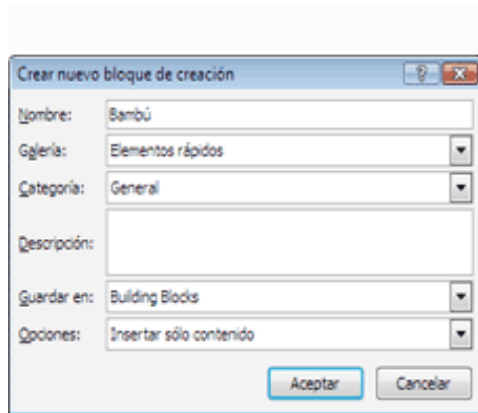 Crear nuevo bloque de creación
Nombre: Bambú
Galería: Elementos rápidos
Categoría: General
Descripción:
Guardar en: Building Blocks
Opciones: Insertar sólo contenido
Aceptar Cancelar